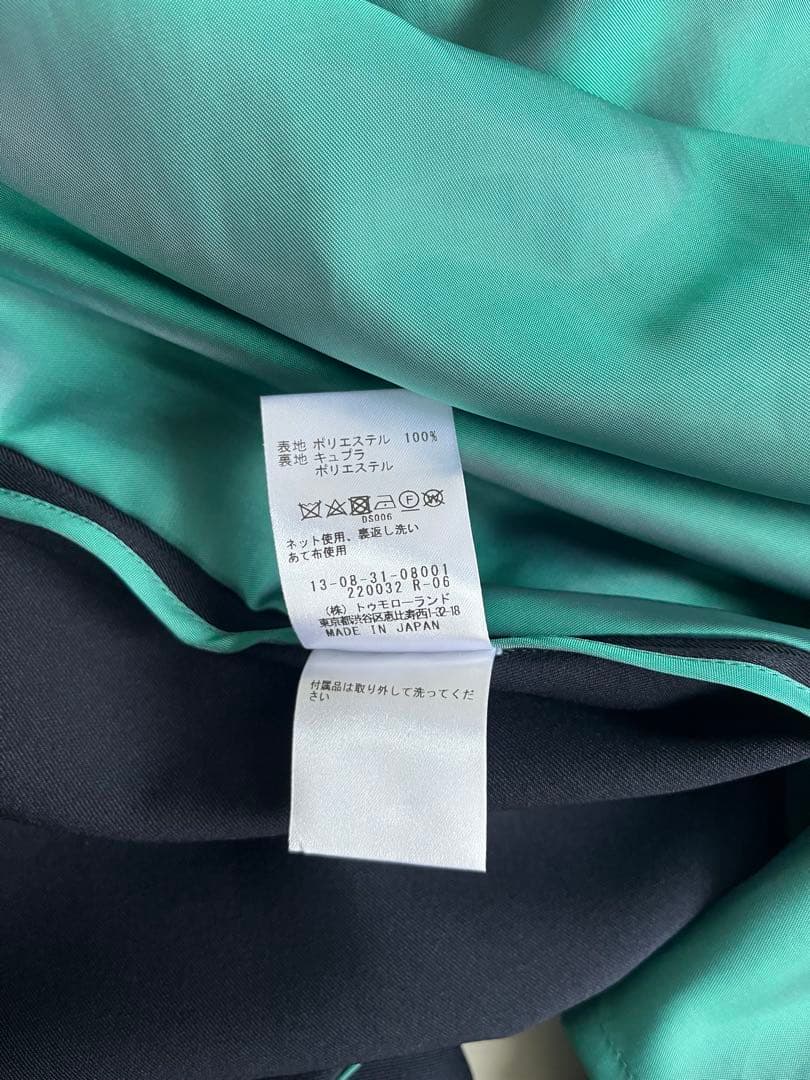 表地 ポリエステル 100%
裏地 キュプラ
ポリエステル
F
W
DS006
ネット使用、裏返し洗い
あて布使用
13-08-31-08001
220032 R-06
(株) トゥモローランド
東京都渋谷区恵比寿西1-32-18
MADE IN JAPAN
付属品は取り外して洗ってくだ
さい